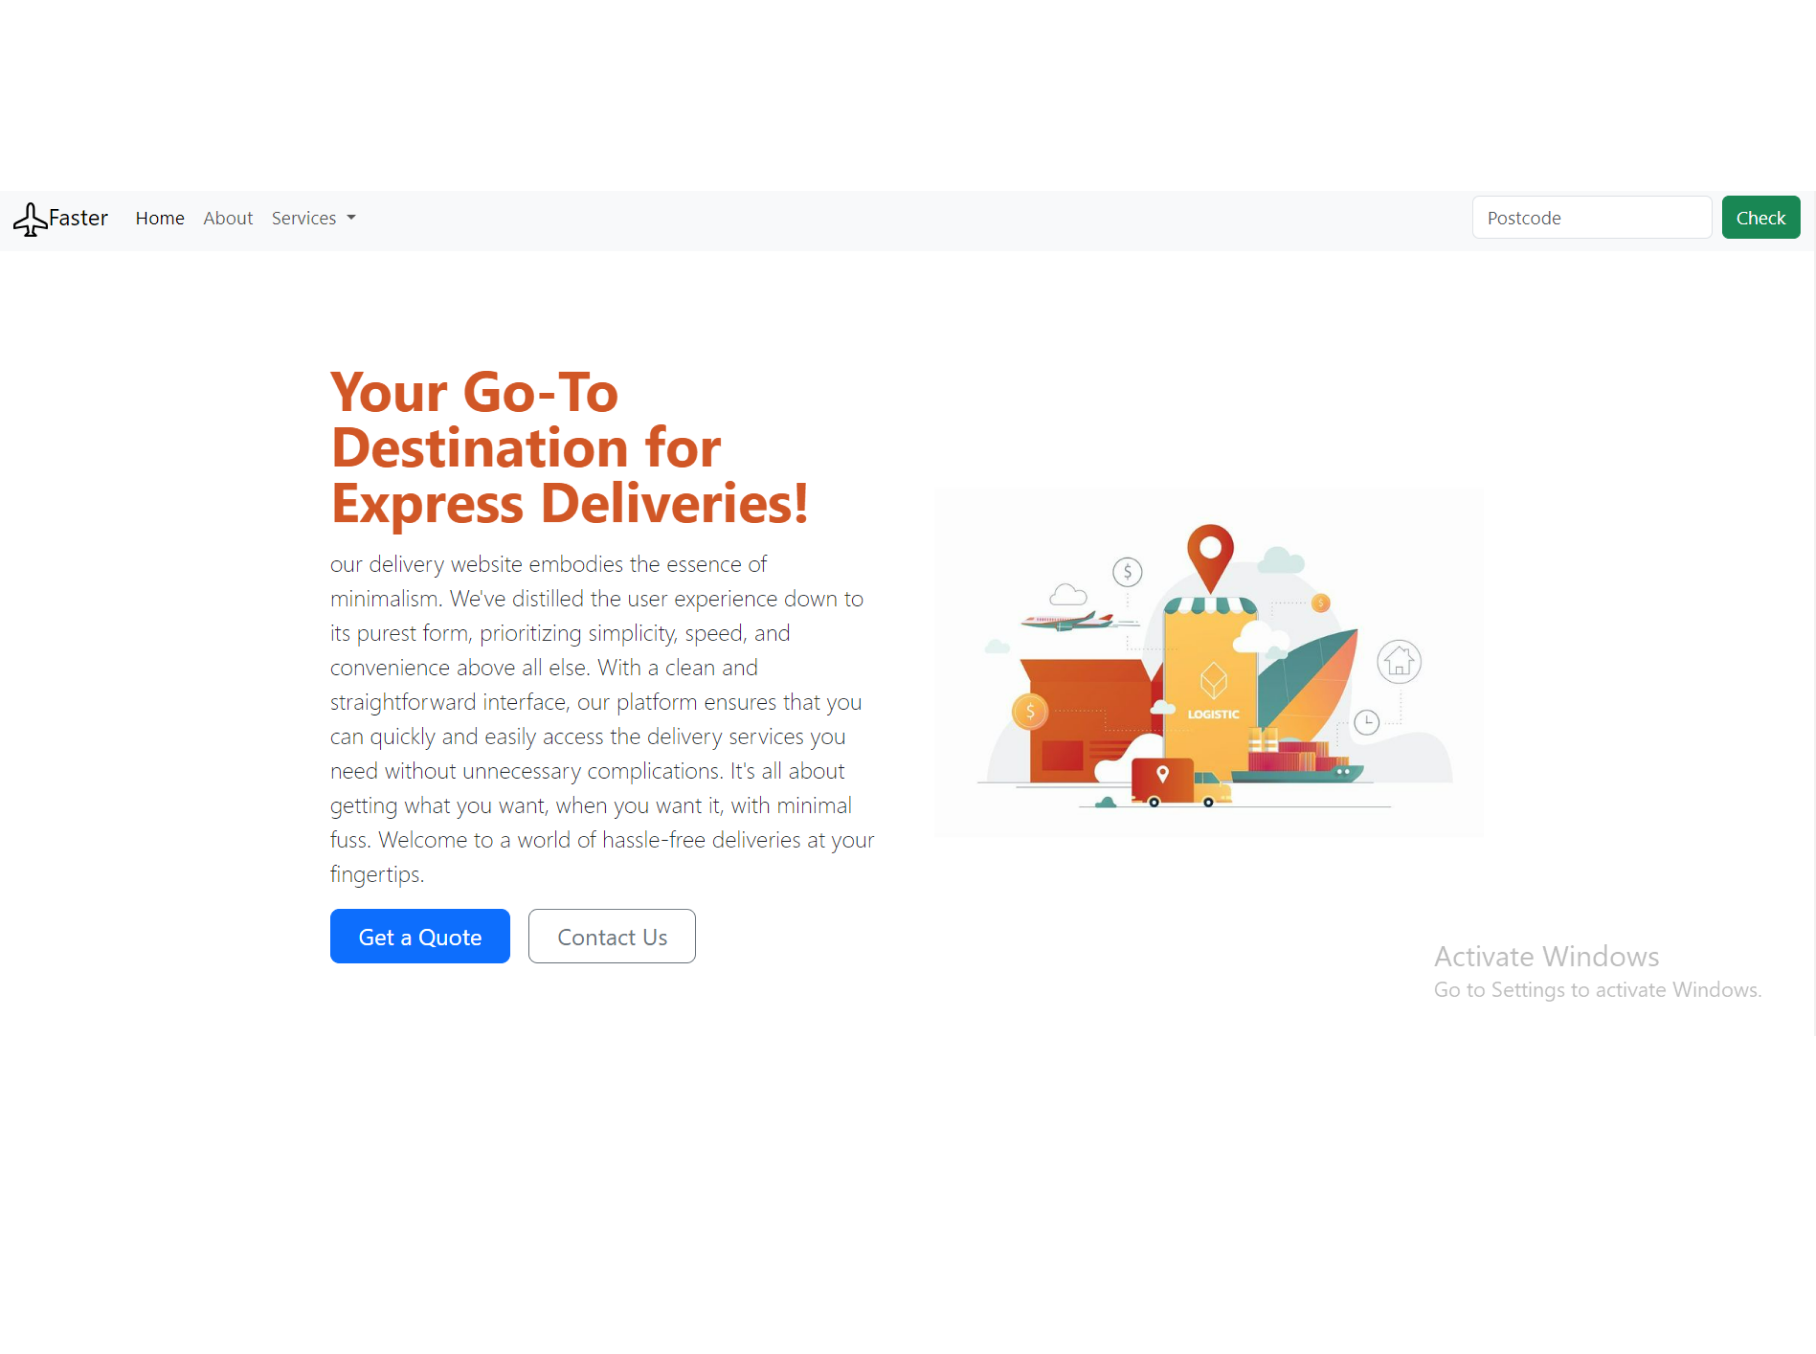 Faster Home About Services Postcode Check
Your Go-To
Destination for
Express Deliveries!
our delivery website embodies the essence of
minimalism. We've distilled the user experience down to
its purest form, prioritizing simplicity, speed, and
convenience above all else. With a clean and
straightforward interface, our platform ensures that you
can quickly and easily access the delivery services you
need without unnecessary complications. It's all about
getting what you want, when you want it, with minimal
fuss. Welcome to a world of hassle-free deliveries at your
fingertips.
Get a Quote Contact Us
$
$
$
LOGISTIC
Activate Windows
Go to Settings to activate Windows.